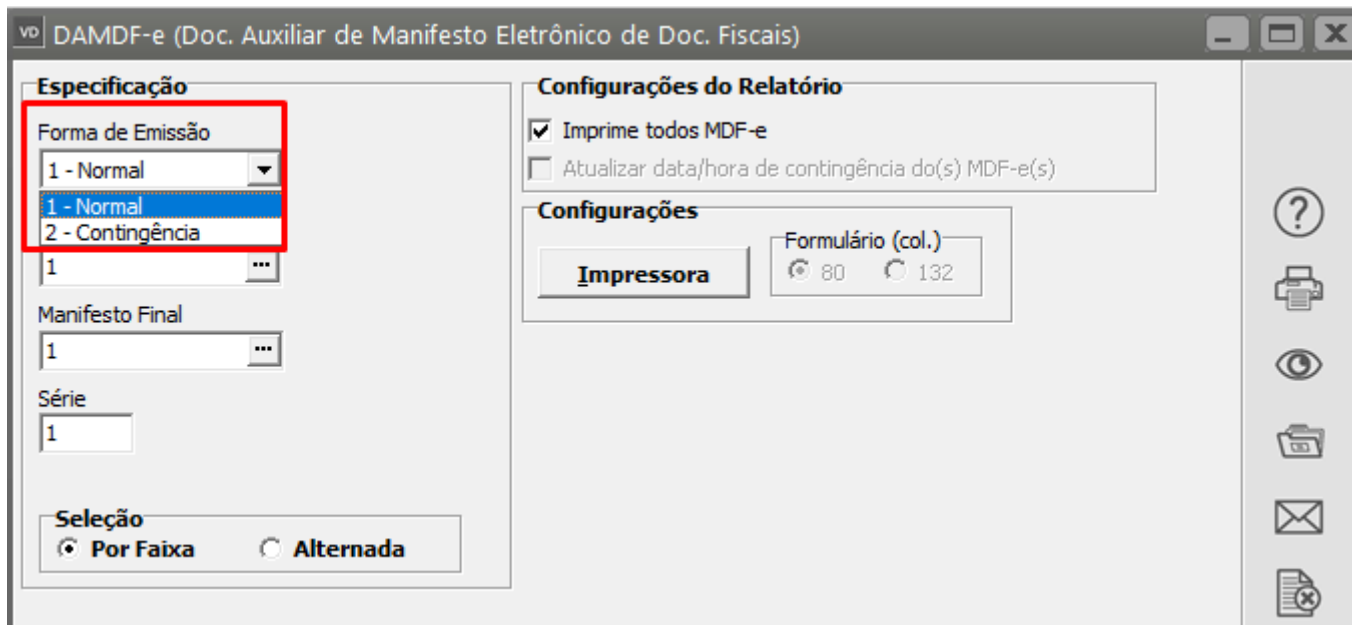 VD DAMDF-e (Doc. Auxiliar de Manifesto Eletrônico de Doc. Fiscais)
Especificação
Forma de Emissão
1 - Normal
1 - Normal
2 - Contingência
1 ...
Manifesto Final
1 ...
Série
1
Seleção
Por Faixa Alternada
Configurações do Relatório
Imprime todos MDF-e
Atualizar data/hora de contingência do(s) MDF-e(s)
Configurações
Impressora
Formulário (col.)
80 132
?